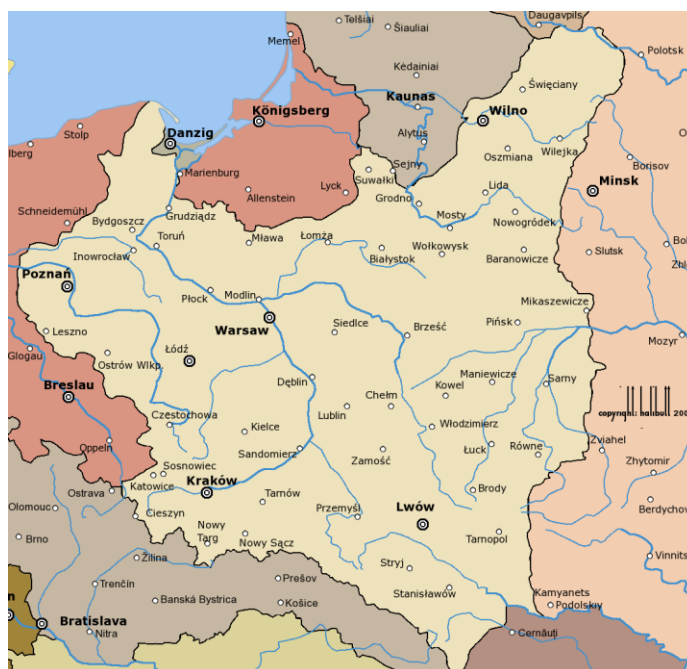 Telšiai
Šiauliai
Daugavpils
Memel
Polotsk
Kėdainiai
Święciany
Kaunas
Königsberg
Wilno
Stolp
Danzig
Alytus
Wilejka
lberg
Oszmiana
Borisov
Sejny
Marienburg
Suwałki
Minsk
Allenstein
Lyck
Lida
Grodno
Schneidemühl
Grudziądz
Nowogródek
Bydgoszcz
Mosty
Toruń
Mława
Łomża
Wołkowysk
Slutsk
Inowrocław
Białystok
Baranowicze
Poznań
Płock
Modlin
Mikaszewicze
Warsaw
Siedlce
Brześć
Pińsk
Leszno
Mozyr
Glogau
Łódź
Ostrów Wlkp.
Dęblin
Maniewicze
Kowel
Sarny
Breslau
Lublin
Chełm
copyright: halibutt 200
Częstochowa
Włodzimierz
Kielce
Zviahel
Oppeln
Sandomierz
Zamość
Łuck
Równe
Sosnowiec
Zhytomir
Katowice
Ostrava
Kraków
Brody
Tarnów
Berdychov
Olomouc
Cieszyn
Przemyśl
Lwów
Nowy
Targ
Nowy Sącz
Tarnopol
Brno
Vinnits
Žilina
Stryj
Prešov
Trenčín
Stanisławów
Kamyanets
Podolskiy
Banská Bystrica
Košice
n
Bratislava
Nitra
Cernăuți